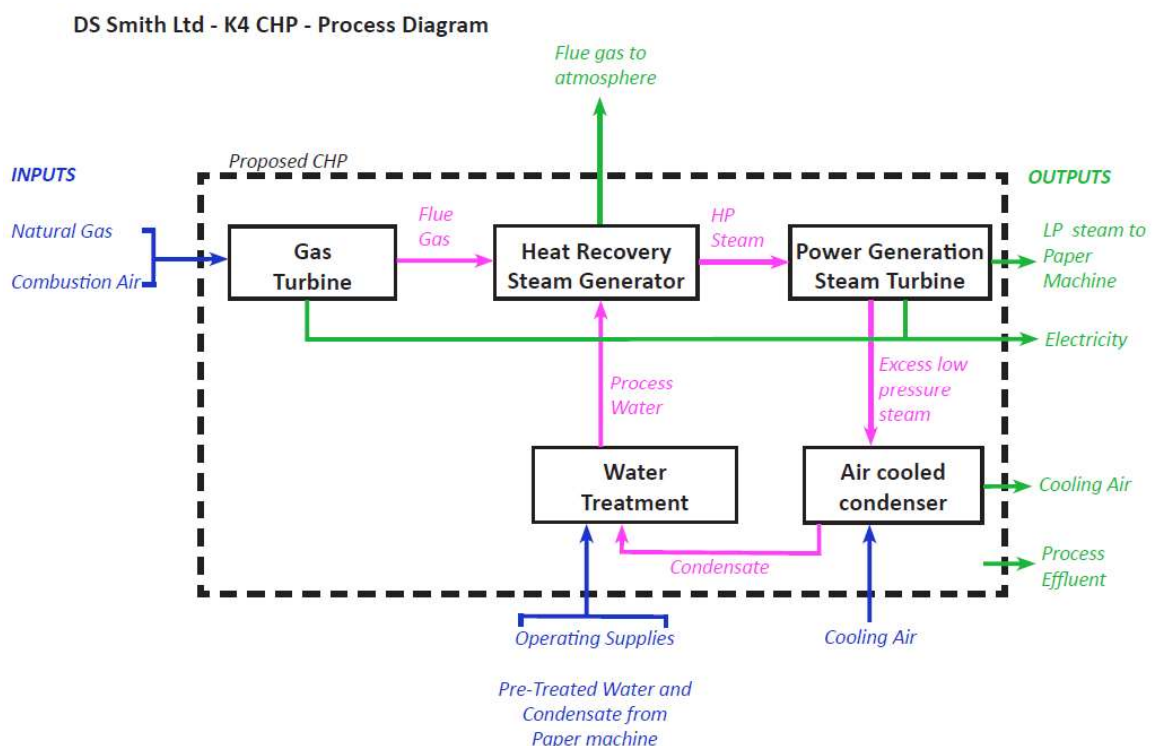 DS Smith Ltd - K4 CHP - Process Diagram
Flue gas to
atmosphere
Proposed CHP
INPUTS
OUTPUTS
Natural Gas
Combustion Air
Gas
Turbine
Flue
Gas
Heat Recovery
Steam Generator
HP
Steam
Power Generation
Steam Turbine
LP steam to
Paper
Machine
Electricity
Process
Water
Excess low
pressure
steam
Water
Treatment
Air cooled
condenser
Cooling Air
Condensate
Process
Effluent
Operating Supplies
Cooling Air
Pre-Treated Water and
Condensate from
Paper machine